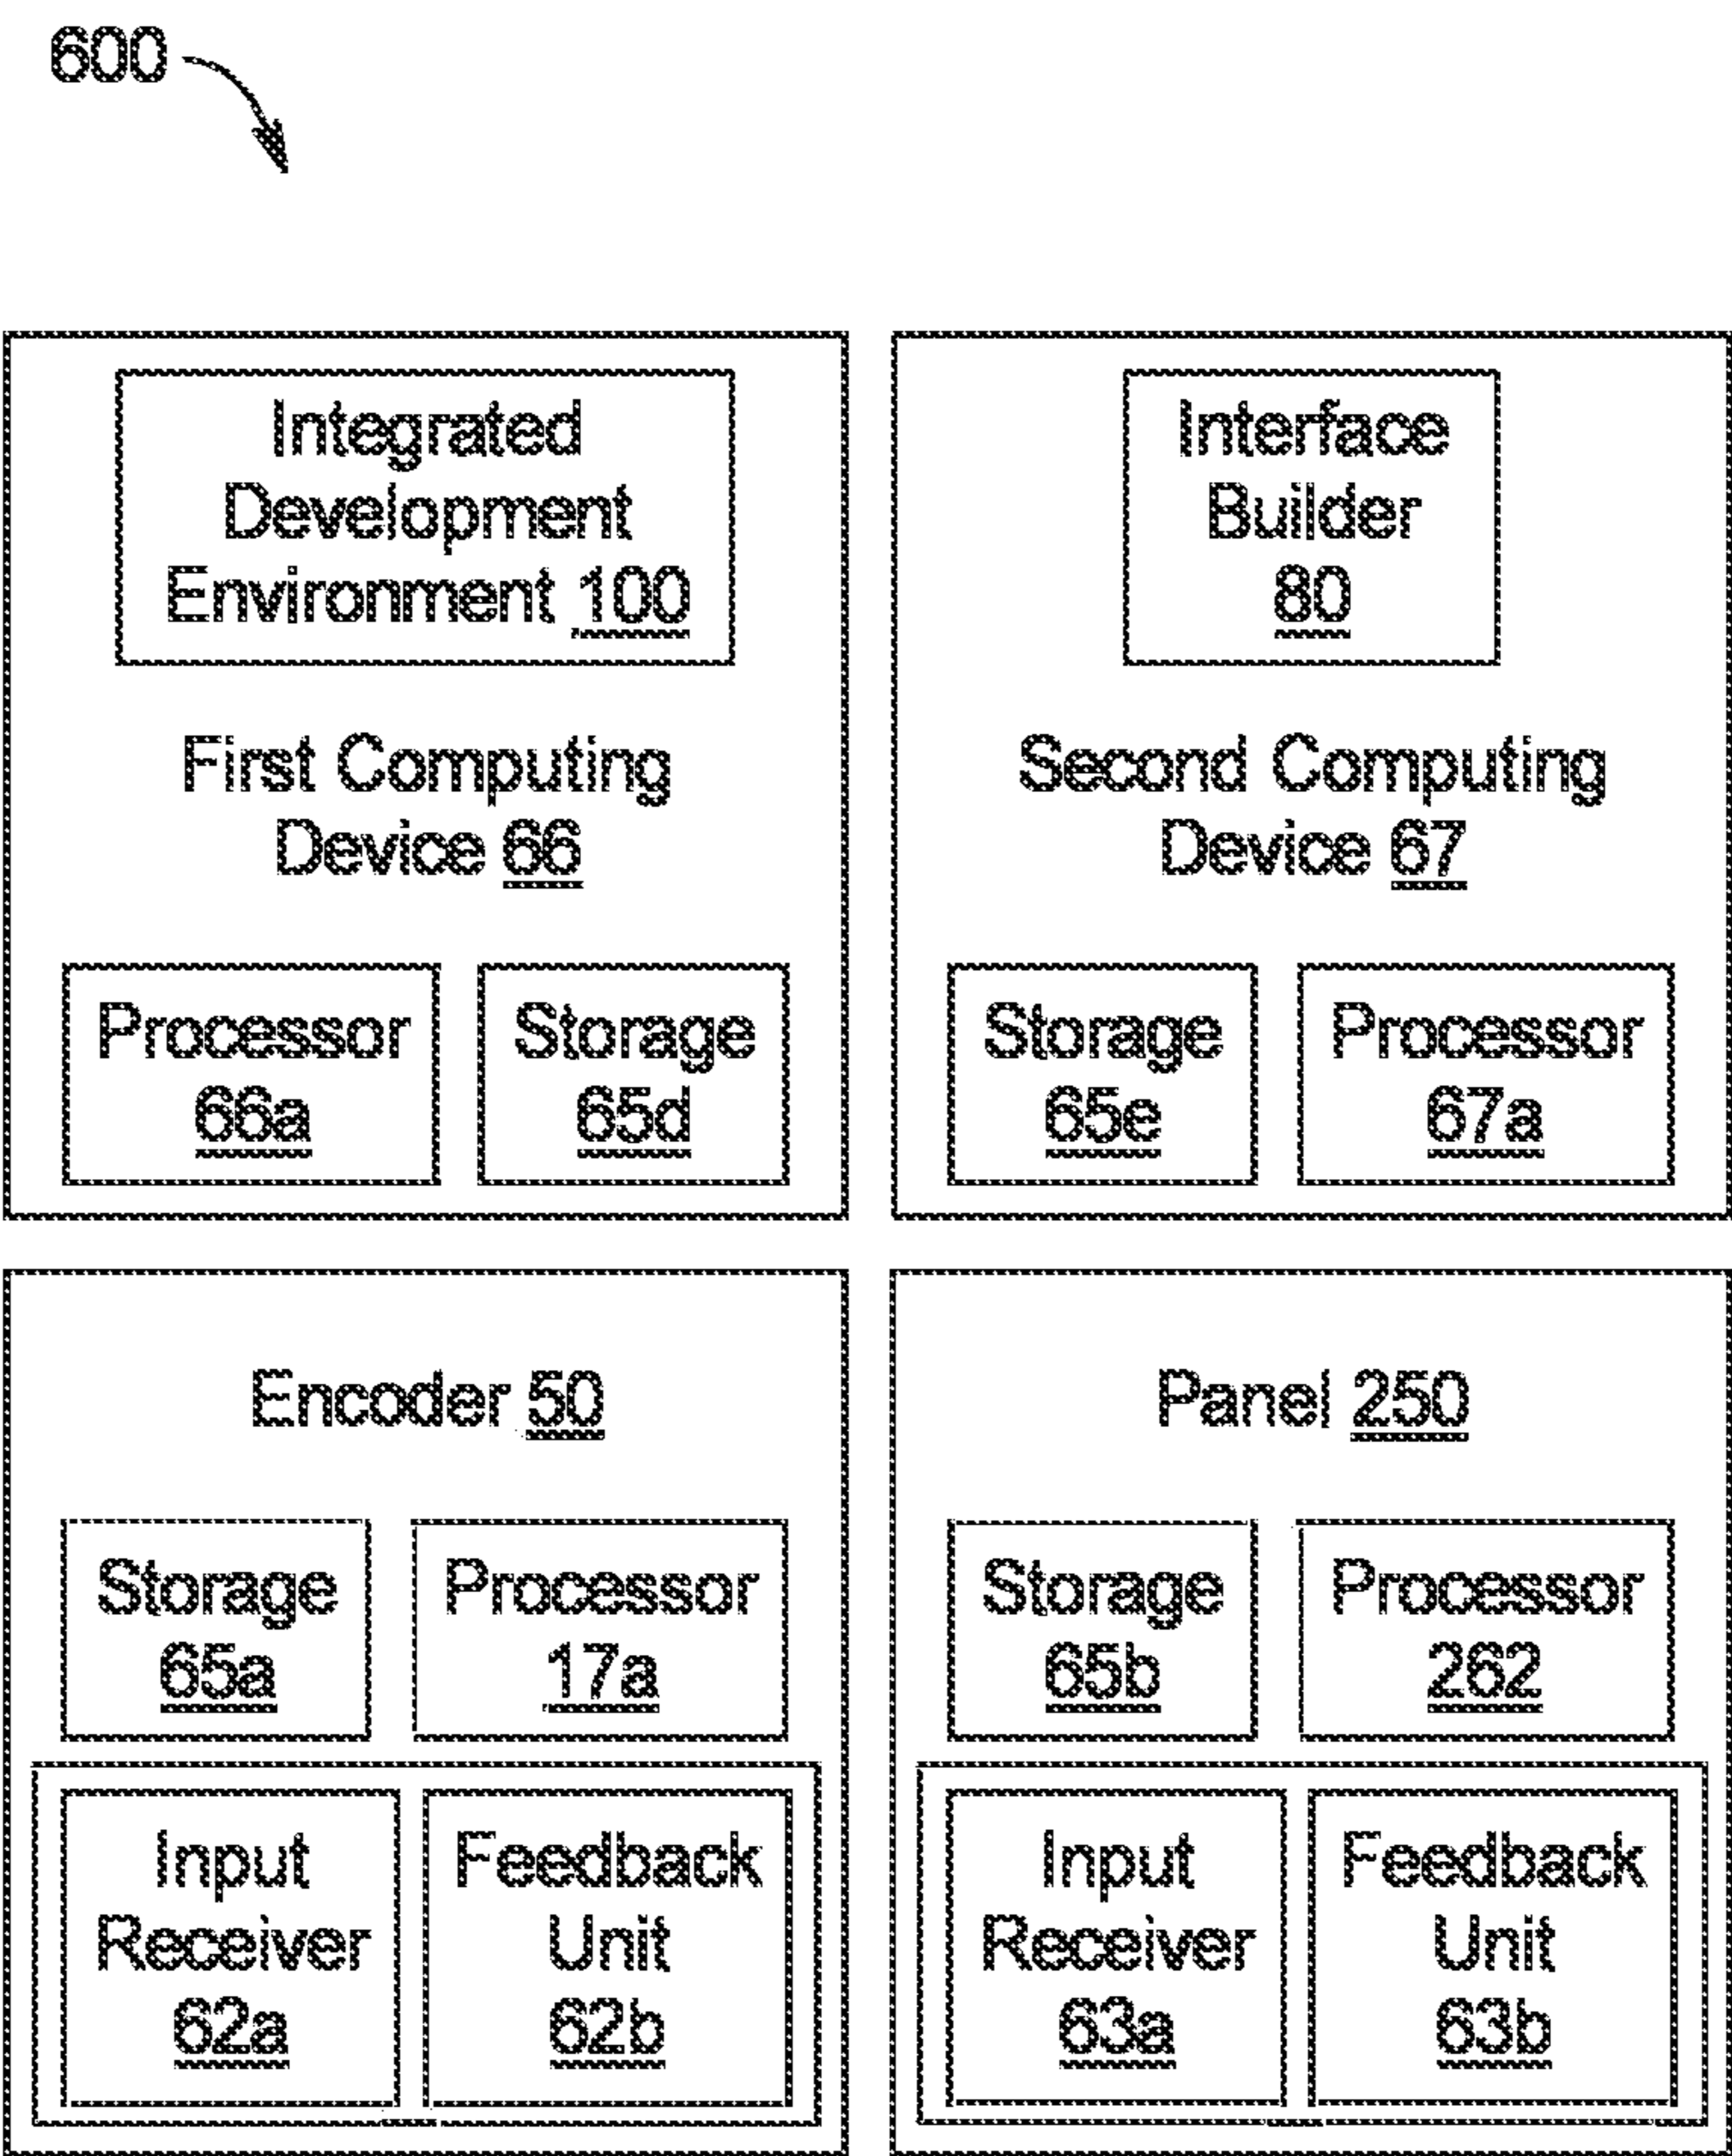 600
Integrated
Development
Environment 100
First Computing
Device 66
Processor
66a
Storage
65d
Interface
Builder
80
Second Computing
Device 67
Storage
65e
Processor
67a
Encoder 50
Storage
65a
Processor
17a
Input
Receiver
62a
Feedback
Unit
62b
Panel 250
Storage
65b
Processor
262
Input
Receiver
63a
Feedback
Unit
63b